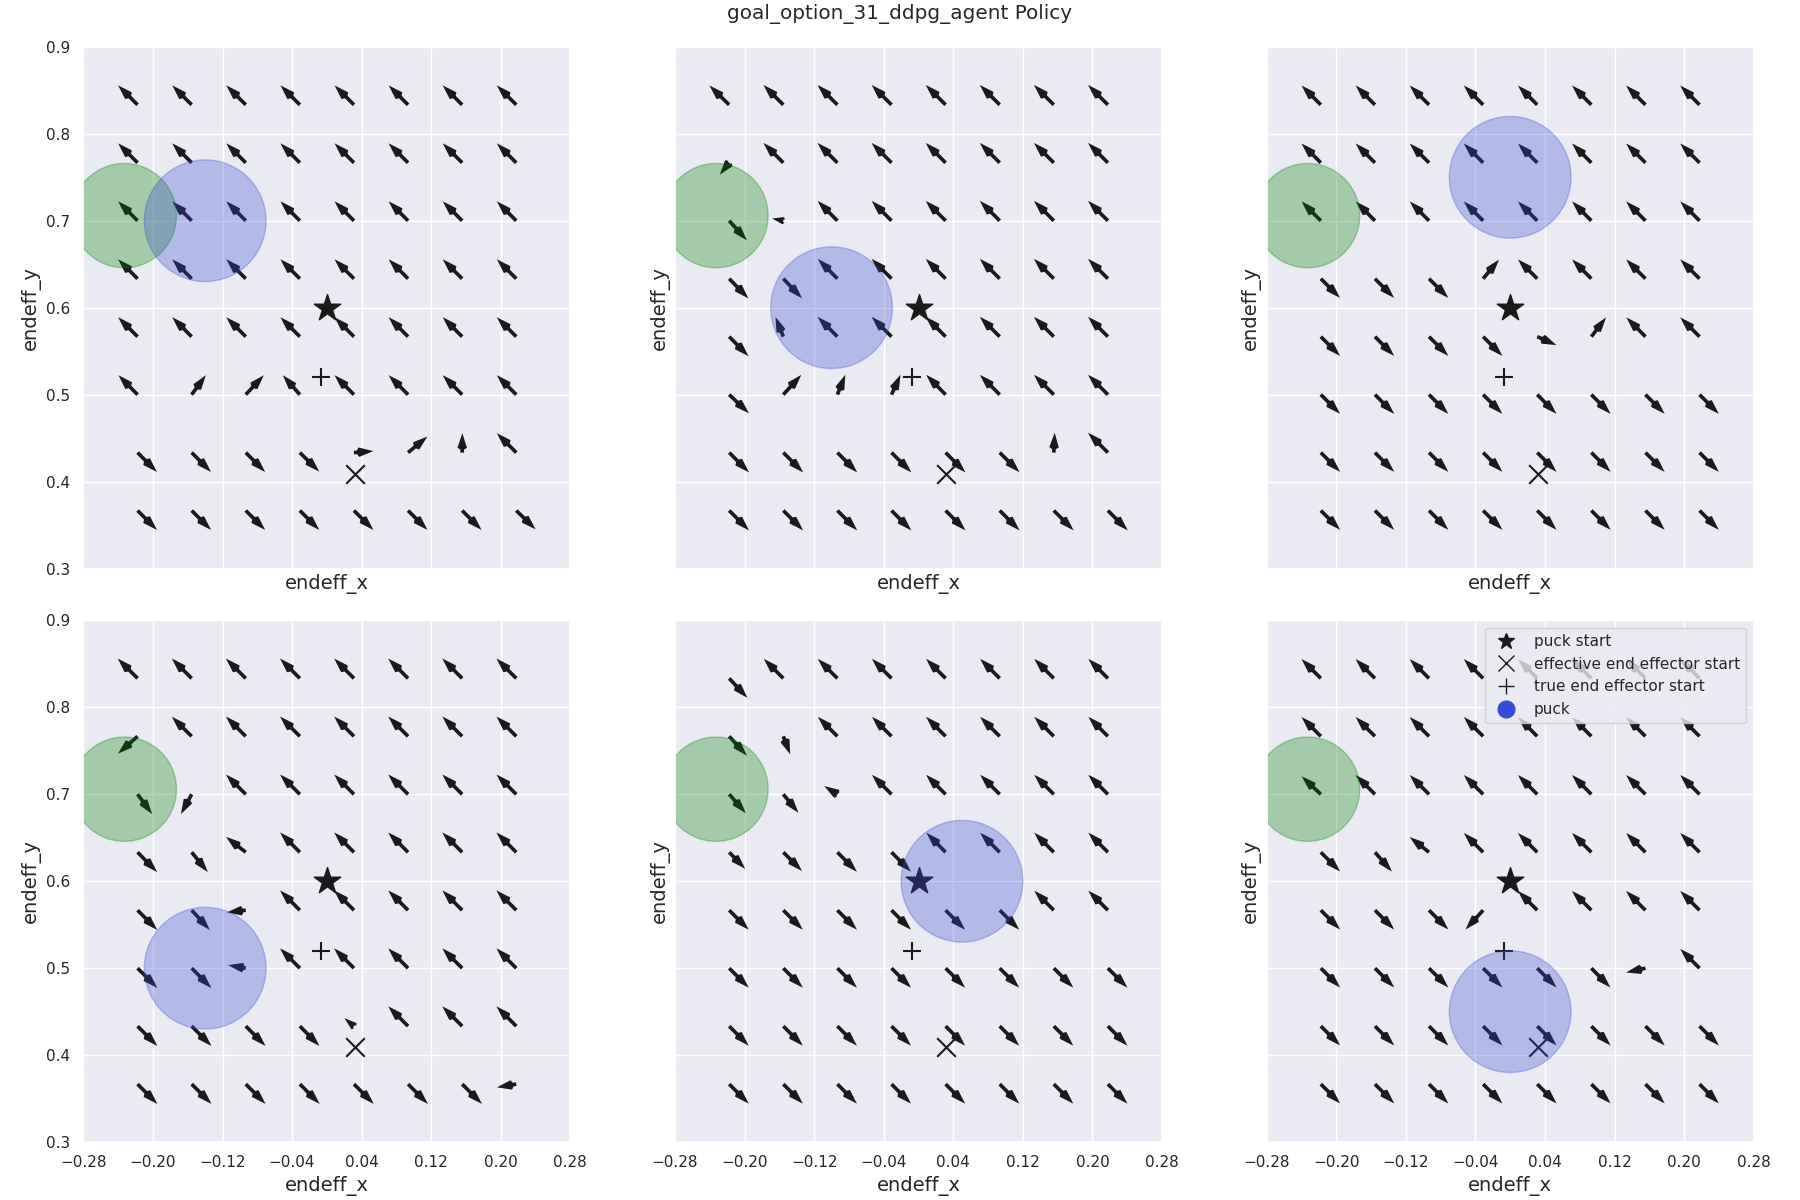 goal_option_31_ddpg_agent Policy
0.9
0.8
0.7
0.6
0.5
0.4
0.3
endeff_y
endeff_x
endeff_y
endeff_x
endeff_y
endeff_x
0.9
0.8
0.7
0.6
0.5
0.4
0.3
endeff_y
−0.28 −0.20 −0.12 −0.04 0.04 0.12 0.20 0.28
endeff_x
endeff_y
−0.28 −0.20 −0.12 −0.04 0.04 0.12 0.20 0.28
endeff_x
puck start
effective end effector start
true end effector start
puck
endeff_y
−0.28 −0.20 −0.12 −0.04 0.04 0.12 0.20 0.28
endeff_x